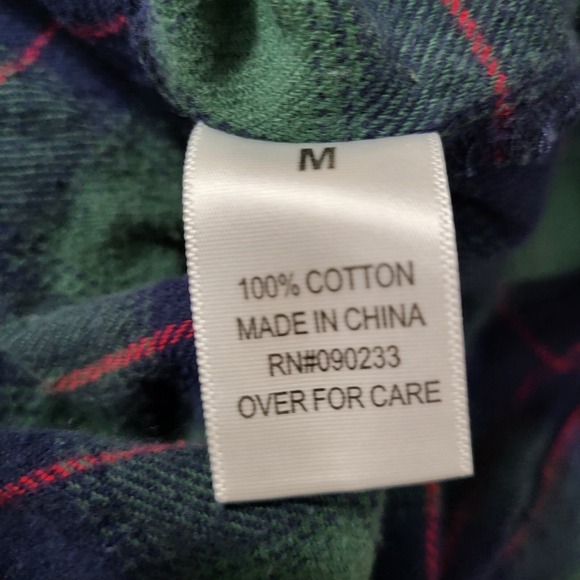 M
100% COTTON
MADE IN CHINA
RN#090233
OVER FOR CARE